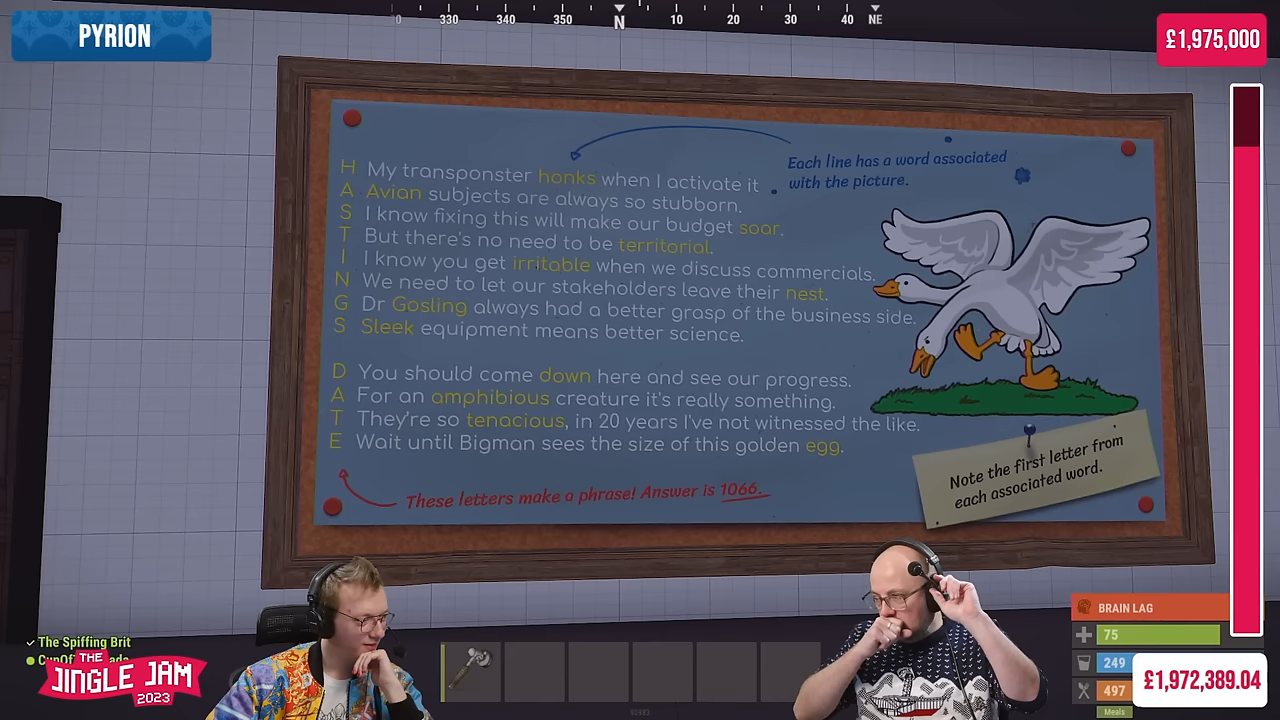 PYRION
0 330 340 350 N 10 20 30 40 NE
£1,975,000
Each line has a word associated
with the picture.
H My transponster honks when I activate it
A Avian subjects are always so stubborn.
S I know fixing this will make our budget soar.
T But there's no need to be territorial.
I I know you get irritable when we discuss commercials.
N We need to let our stakeholders leave their nest.
G Dr Gosling always had a better grasp of the business side.
S Sleek equipment means better science.
D You should come down here and see our progress.
A For an amphibious creature it's really something.
T They're so tenacious, in 20 years I've not witnessed the like.
E Wait until Bigman sees the size of this golden egg.
These letters make a phrase! Answer is 1066.
Note the first letter from
each associated word.
The Spiffing Brit
THE
JINGLE JAM
2023
BRAIN LAG
75
249
497
Meals
£1,972,389.04